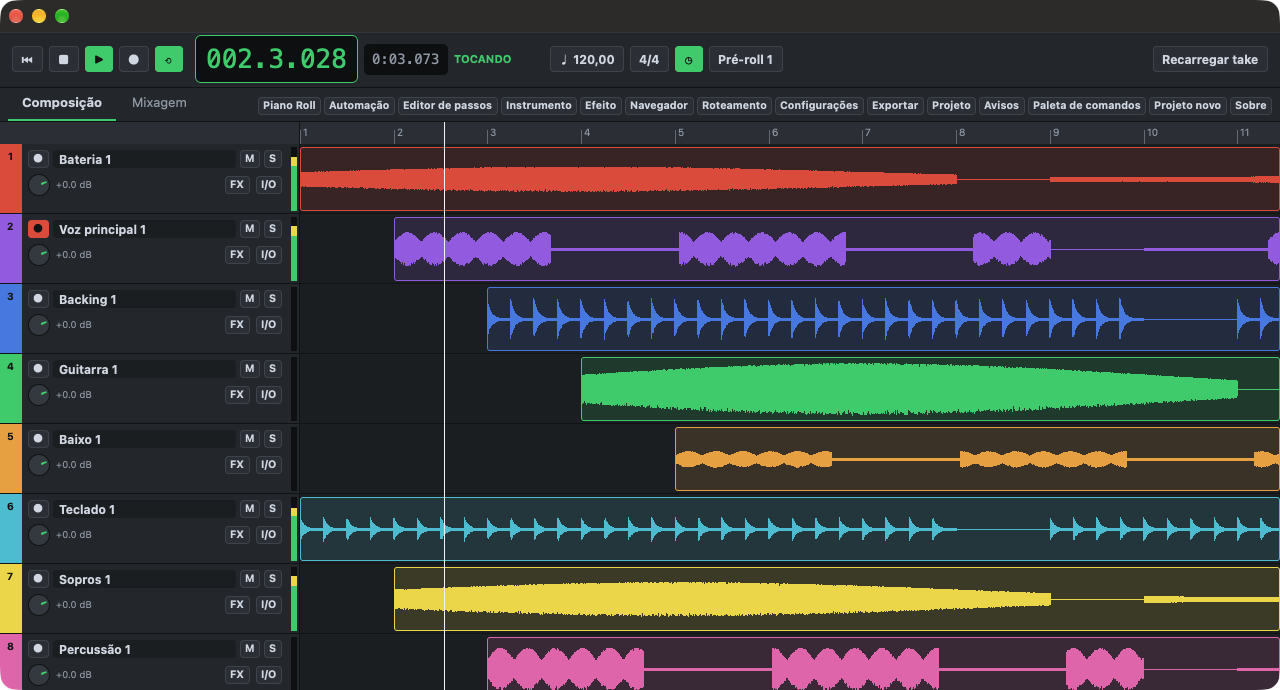 002.3.028 0:03.073 TOCANDO ♩ 120,00 4/4 Pré-roll 1 Recarregar take
Composição Mixagem Piano Roll Automação Editor de passos Instrumento Efeito Navegador Roteamento Configurações Exportar Projeto Avisos Paleta de comandos Projeto novo Sobre
1 2 3 4 5 6 7 8 9 10 11
1 Bateria 1 M S
+0.0 dB FX I/O
2 Voz principal 1 M S
+0.0 dB FX I/O
3 Backing 1 M S
+0.0 dB FX I/O
4 Guitarra 1 M S
+0.0 dB FX I/O
5 Baixo 1 M S
+0.0 dB FX I/O
6 Teclado 1 M S
+0.0 dB FX I/O
7 Sopros 1 M S
+0.0 dB FX I/O
8 Percussão 1 M S
+0.0 dB FX I/O